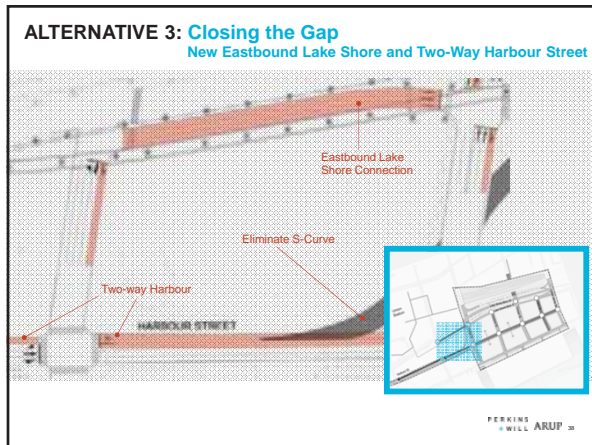 ALTERNATIVE 3: Closing the Gap
New Eastbound Lake Shore and Two-Way Harbour Street
Eastbound Lake
Shore Connection
Eliminate S-Curve
Two-way Harbour
HARBOUR STREET
PERKINS
+WILL ARUP 38